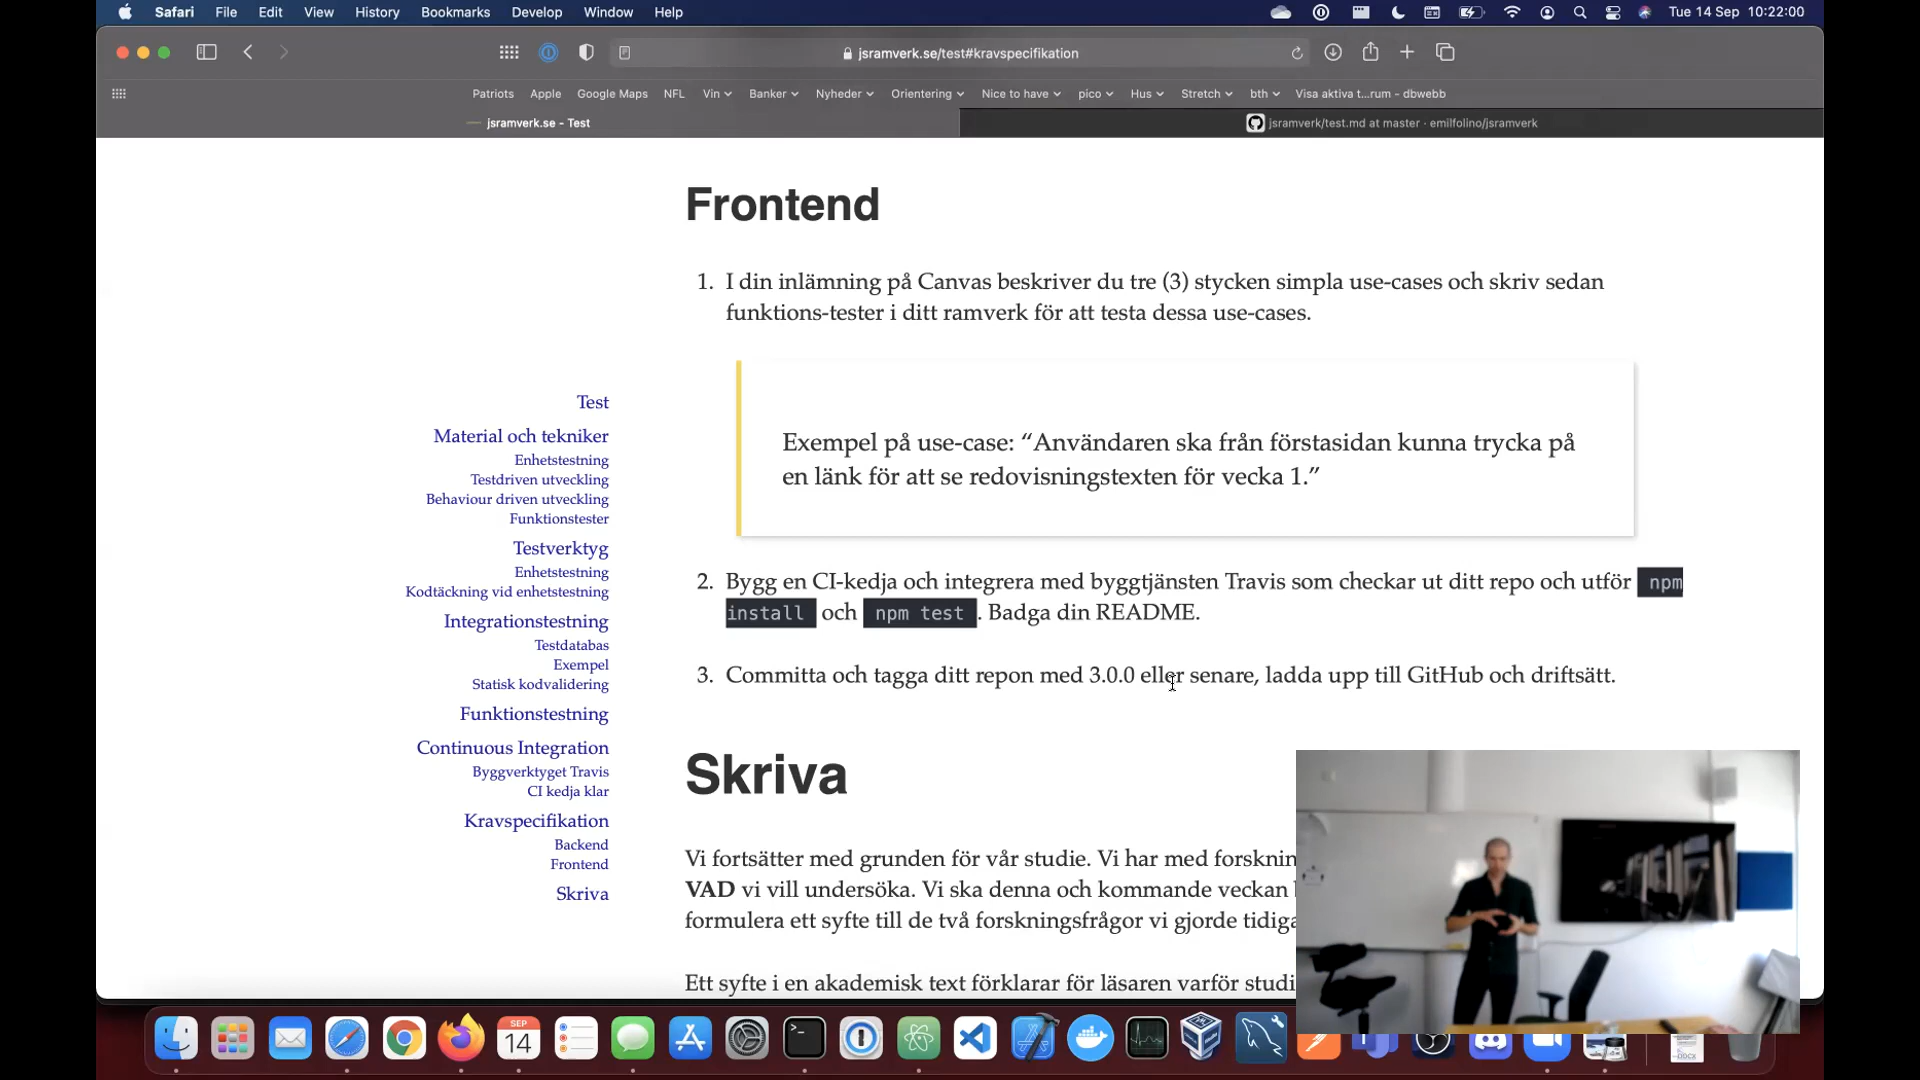 Safari File Edit View History Bookmarks Develop Window Help Tue 14 Sep 10:22:00
jsramverk.se/test#kravspecifikation
Patriots Apple Google Maps NFL Vin Banker Nyheder Orientering Nice to have pico Hus Stretch bth Visa aktiva t...rum - dbwebb
jsramverk.se - Test jsramverk/test.md at master · emilfolino/jsramverk
Test
Material och tekniker
Enhetstestning
Testdriven utveckling
Behaviour driven utveckling
Funktionstester
Testverktyg
Enhetstestning
Kodtäckning vid enhetstestning
Integrationstestning
Testdatabas
Exempel
Statisk kodvalidering
Funktionstestning
Continuous Integration
Byggverktyget Travis
CI kedja klar
Kravspecifikation
Backend
Frontend
Skriva
Frontend
1. I din inlämning på Canvas beskriver du tre (3) stycken simpla use-cases och skriv sedan
funktions-tester i ditt ramverk för att testa dessa use-cases.
Exempel på use-case: “Användaren ska från förstasidan kunna trycka på
en länk för att se redovisningstexten för vecka 1.”
2. Bygg en CI-kedja och integrera med byggtjänsten Travis som checkar ut ditt repo och utför npm
install och npm test . Badga din README.
3. Committa och tagga ditt repon med 3.0.0 eller senare, ladda upp till GitHub och driftsätt.
Skriva
Vi fortsätter med grunden för vår studie. Vi har med forsknin
VAD vi vill undersöka. Vi ska denna och kommande veckan
formulera ett syfte till de två forskningsfrågor vi gjorde tidiga
Ett syfte i en akademisk text förklarar för läsaren varför studi
SEP
14
DOCX